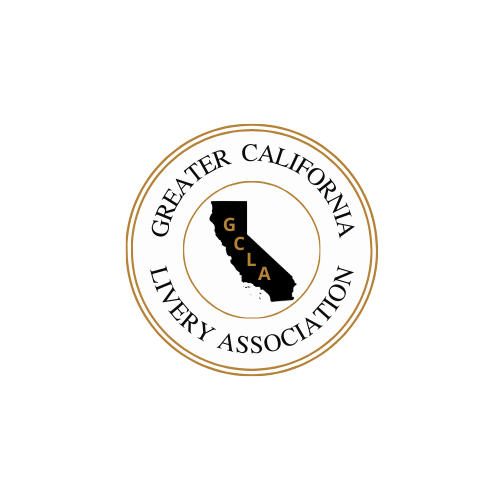 GREATER CALIFORNIA
G
C
L
A
LIVERY ASSOCIATION